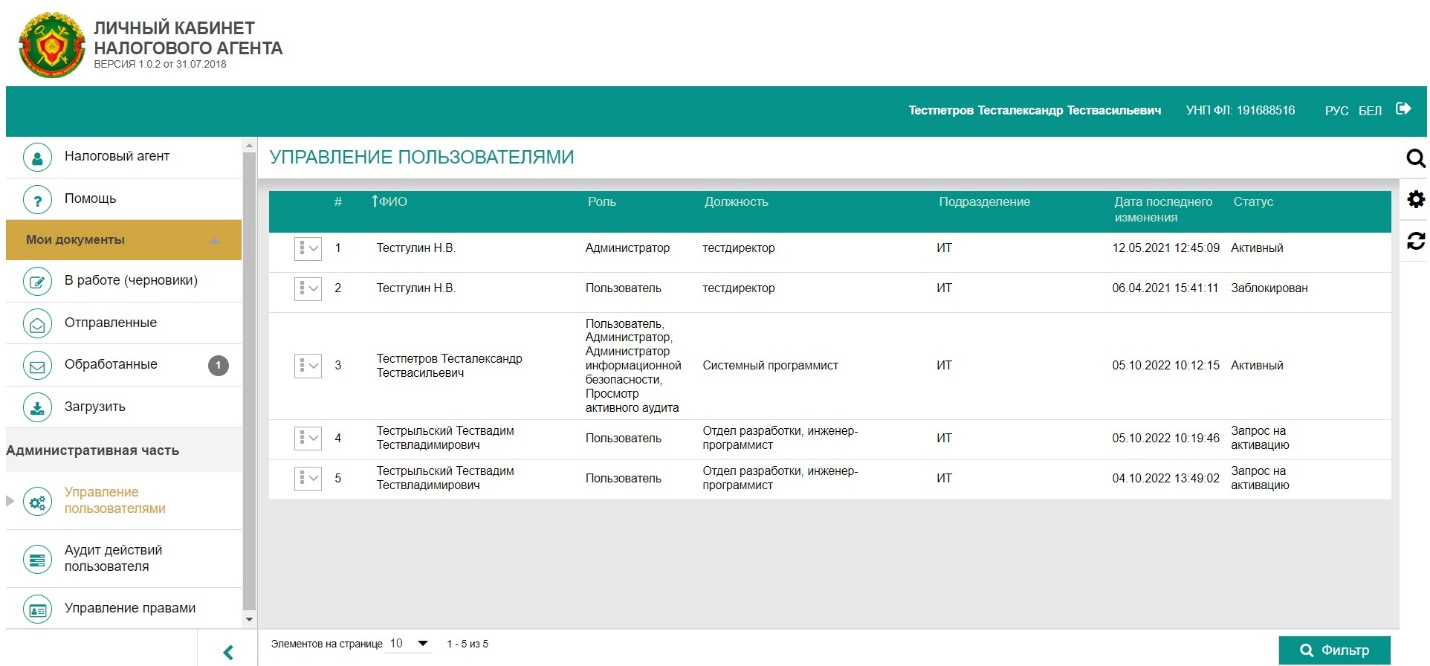 ЛИЧНЫЙ КАБИНЕТ
НАЛОГОВОГО АГЕНТА
ВЕРСИЯ 1.0.2 от 31.07.2018
Тестпетров Тесталександр Тествасильевич УНП ФЛ: 191688516 РУС БЕЛ
Налоговый агент
Помощь
Мои документы
В работе (черновики)
Отправленные
Обработанные 1
Загрузить
Административная часть
Управление
пользователями
Аудит действий
пользователя
Управление правами
УПРАВЛЕНИЕ ПОЛЬЗОВАТЕЛЯМИ
# ↑ФИО Роль Должность Подразделение Дата последнего Статус
изменения
1 Тестгулин Н.В. Администратор тестдиректор ИТ 12.05.2021 12:45:09 Активный
2 Тестгулин Н.В. Пользователь тестдиректор ИТ 06.04.2021 15:41:11 Заблокирован
Пользователь,
Администратор,
Администратор
3 Тестпетров Тесталександр информационной Системный программист ИТ 05.10.2022 10:12:15 Активный
Тествасильевич безопасности,
Просмотр
активного аудита
4 Тестрыльский Тествадим Пользователь Отдел разработки, инженер- ИТ 05.10.2022 10:19:46 Запрос на
Тествладимирович программист активацию
5 Тестрыльский Тествадим Пользователь Отдел разработки, инженер- ИТ 04.10.2022 13:49:02 Запрос на
Тествладимирович программист активацию
Элементов на странице 10 1 - 5 из 5
Фильтр